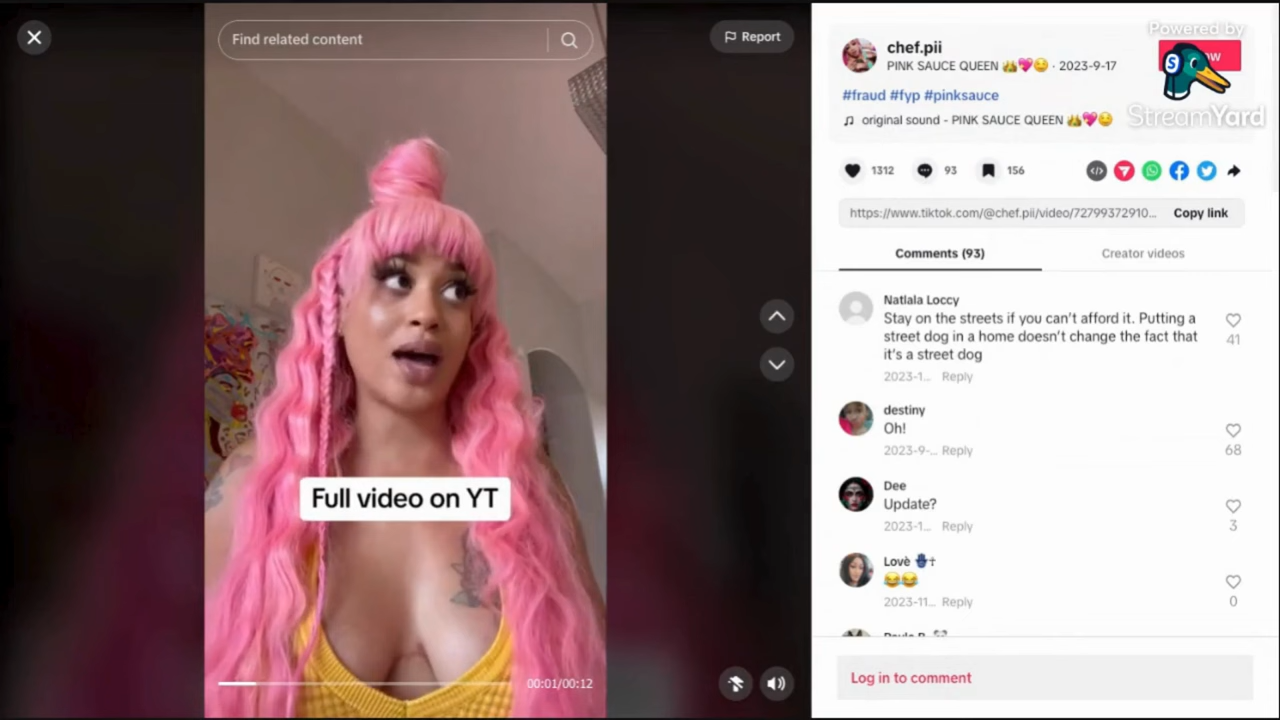 Find related content
Report
Full video on YT
00:01/00:12
chef.pii
PINK SAUCE QUEEN 👑💖😋 · 2023-9-17
#fraud #fyp #pinksauce
original sound - PINK SAUCE QUEEN 👑💖😋
Powered by
StreamYard
1312
93
156
https://www.tiktok.com/@chef.pii/video/72799372910...
Copy link
Comments (93)
Creator videos
Natlala Loccy
Stay on the streets if you can't afford it. Putting a
street dog in a home doesn't change the fact that
it's a street dog
41
2023-1... Reply
destiny
Oh!
68
2023-9-... Reply
Dee
Update?
3
2023-1... Reply
Lovè 🪬✝
😂😂
0
2023-11... Reply
Log in to comment